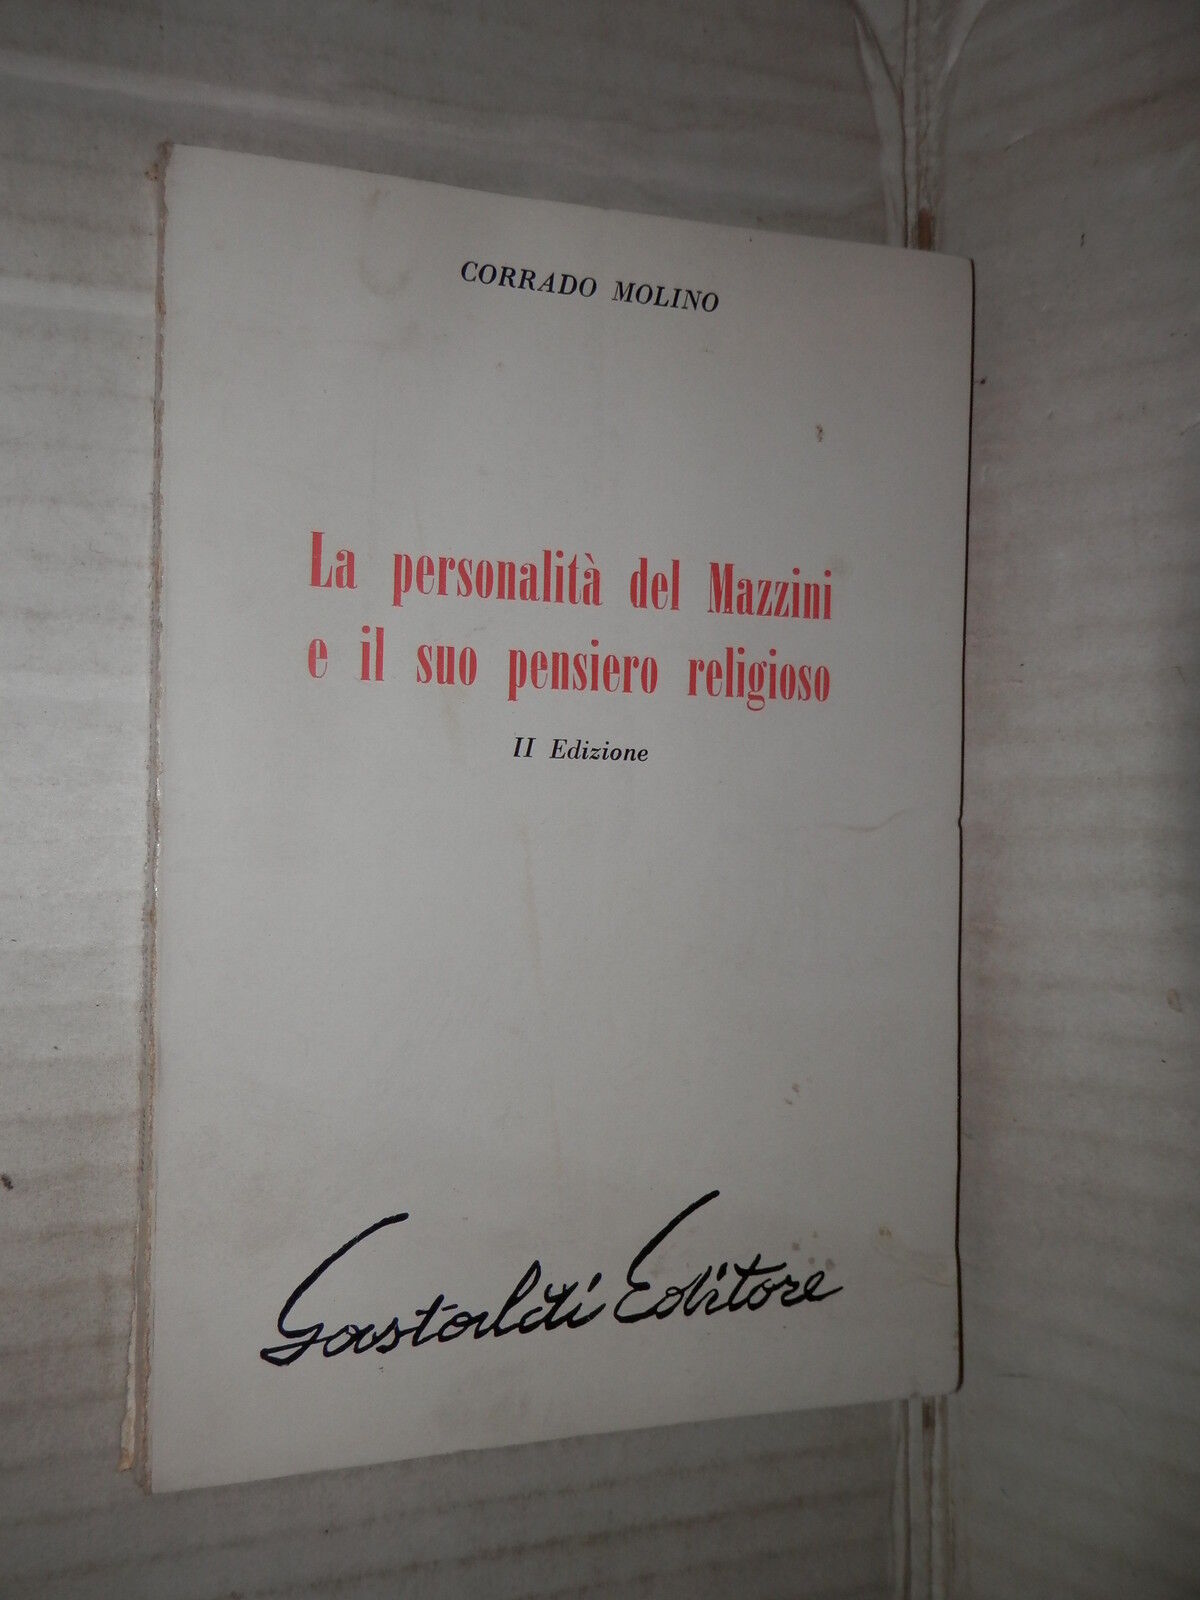 CORRADO MOLINO
La personalità del Mazzini
e il suo pensiero religioso
II Edizione
Gastaldi Editore